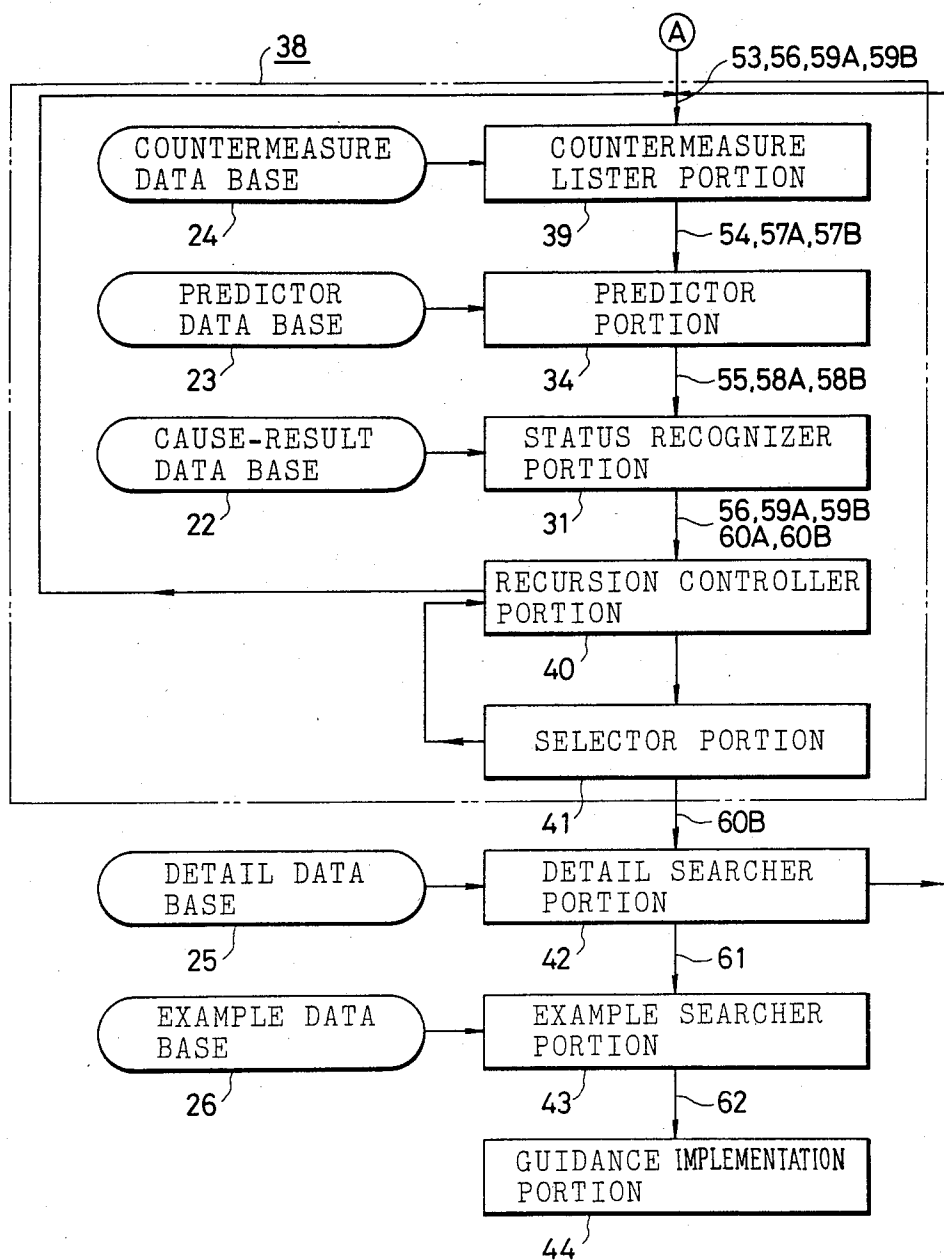 A
38
53,56,59A,59B
COUNTERMEASURE
DATA BASE
24
COUNTERMEASURE
LISTER PORTION
39
54,57A,57B
PREDICTOR
DATA BASE
23
PREDICTOR
PORTION
34
55,58A,58B
CAUSE-RESULT
DATA BASE
22
STATUS RECOGNIZER
PORTION
31
56,59A,59B
60A,60B
RECURSION CONTROLLER
PORTION
40
SELECTOR PORTION
41
60B
DETAIL DATA
BASE
25
DETAIL SEARCHER
PORTION
42
61
EXAMPLE DATA
BASE
26
EXAMPLE SEARCHER
PORTION
43
62
GUIDANCE IMPLEMENTATION
PORTION
44